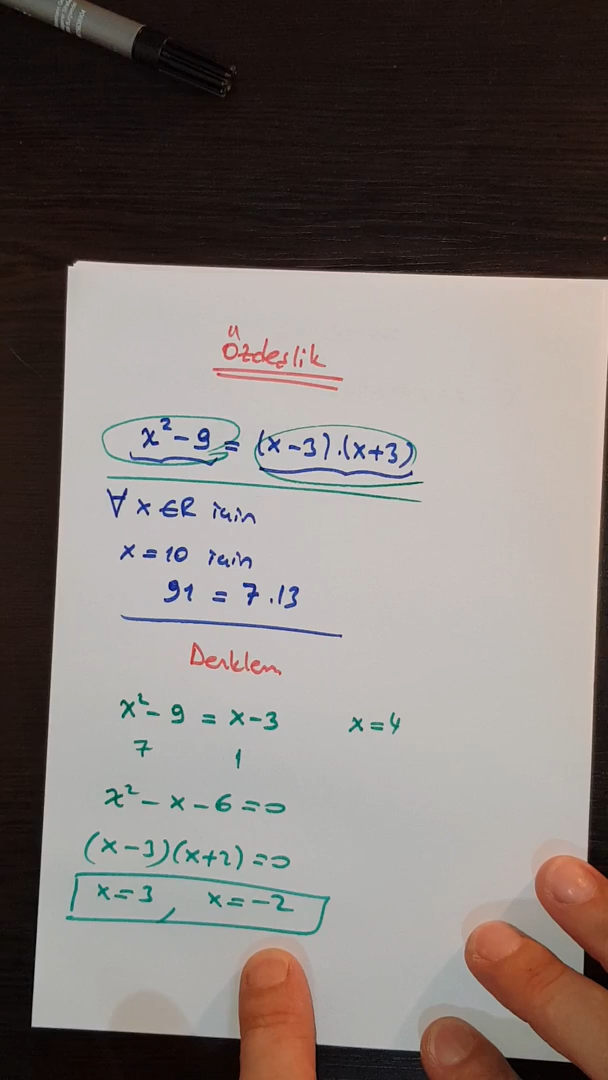 Özdeşlik
x² - 9 = (x-3).(x+3)
∀ x ∈ R için
x = 10 için
91 = 7.13
Denklem
x² - 9 = x - 3 x = 4
7 1
x² - x - 6 = 0
(x-3)(x+2) = 0
x = 3, x = -2